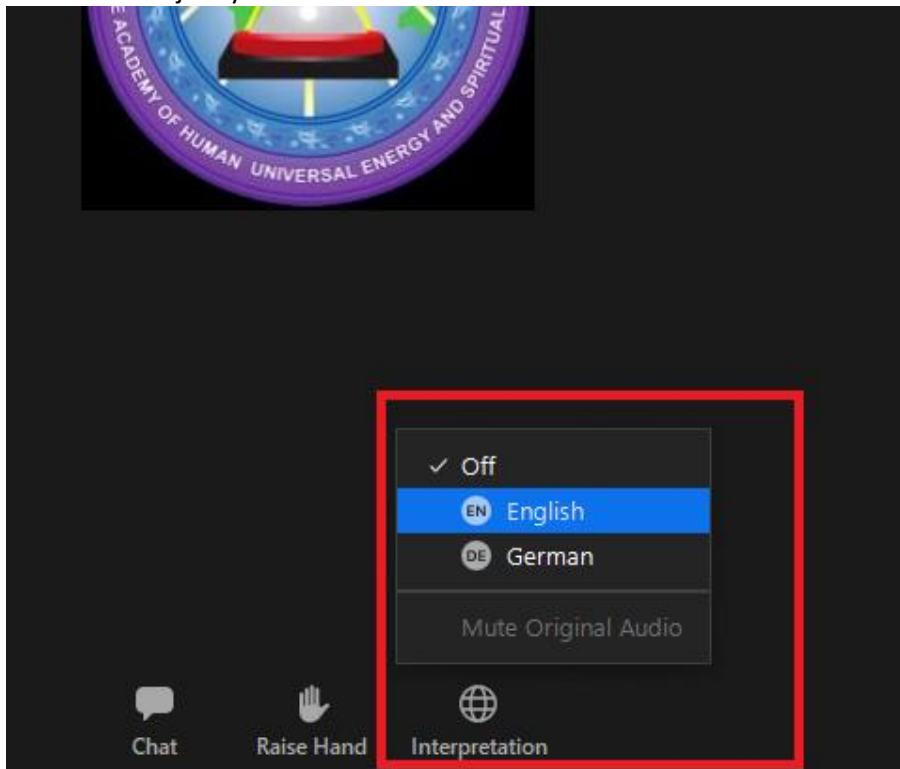 E ACADEMY OF HUMAN UNIVERSAL ENERGY AND SPIRITUAL
Off
EN English
DE German
Mute Original Audio
Chat Raise Hand Interpretation